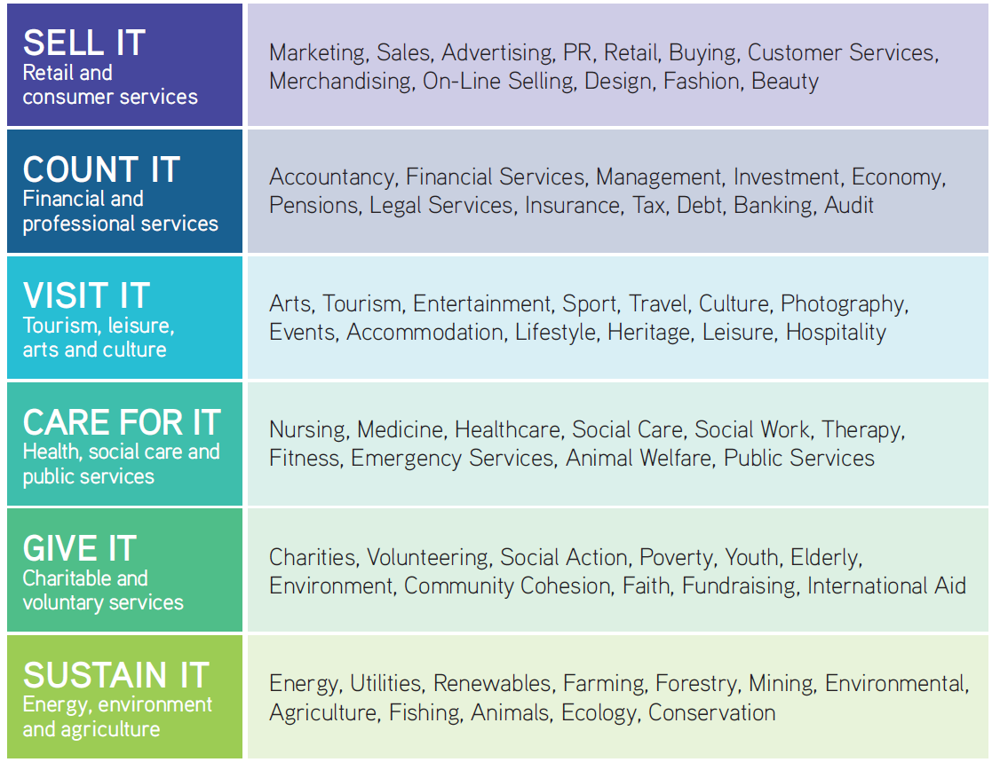 SELL IT
Retail and
consumer services
Marketing, Sales, Advertising, PR, Retail, Buying, Customer Services,
Merchandising, On-Line Selling, Design, Fashion, Beauty
COUNT IT
Financial and
professional services
Accountancy, Financial Services, Management, Investment, Economy,
Pensions, Legal Services, Insurance, Tax, Debt, Banking, Audit
VISIT IT
Tourism, leisure,
arts and culture
Arts, Tourism, Entertainment, Sport, Travel, Culture, Photography,
Events, Accommodation, Lifestyle, Heritage, Leisure, Hospitality
CARE FOR IT
Health, social care and
public services
Nursing, Medicine, Healthcare, Social Care, Social Work, Therapy,
Fitness, Emergency Services, Animal Welfare, Public Services
GIVE IT
Charitable and
voluntary services
Charities, Volunteering, Social Action, Poverty, Youth, Elderly,
Environment, Community Cohesion, Faith, Fundraising, International Aid
SUSTAIN IT
Energy, environment
and agriculture
Energy, Utilities, Renewables, Farming, Forestry, Mining, Environmental,
Agriculture, Fishing, Animals, Ecology, Conservation